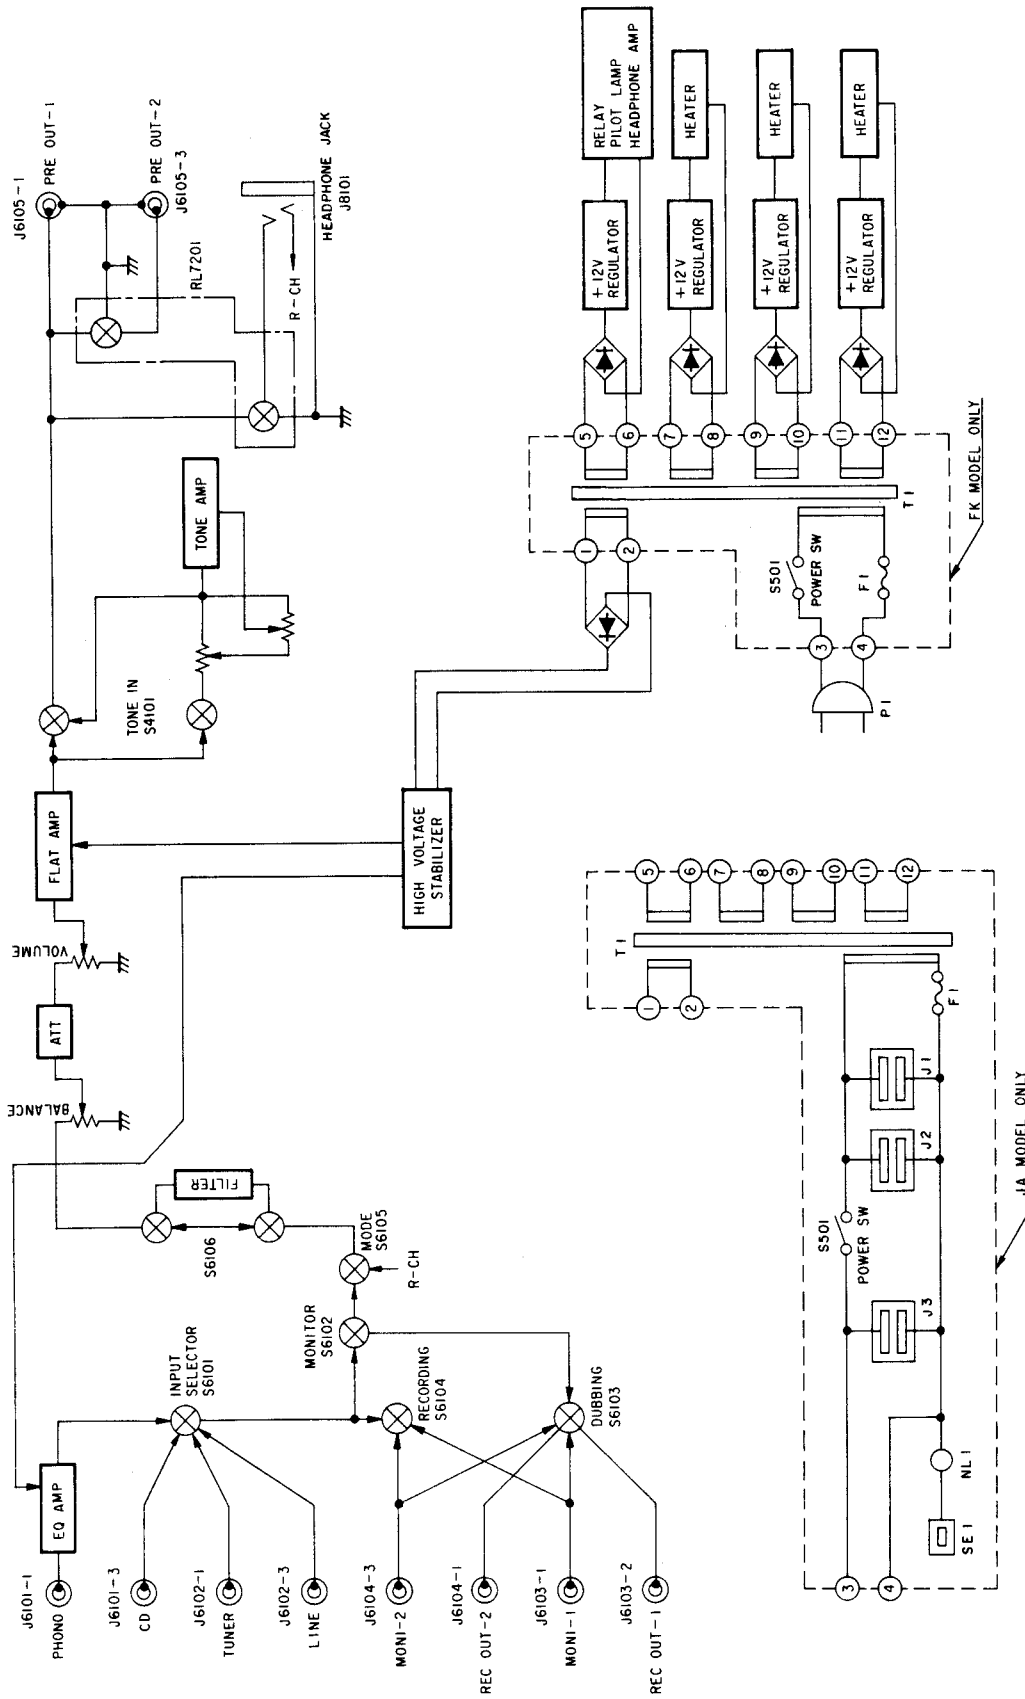 J6101-1
PHONO
EQ AMP
J6101-3
CD
J6102-1
TUNER
J6102-3
LINE
J6104-3
MONI-2
J6104-1
REC OUT-2
J6103-1
MONI-1
J6103-2
REC OUT-1
INPUT
SELECTOR
S6101
MONITOR
S6102
RECORDING
S6104
DUBBING
S6103
MODE
S6105
R-CH
S6106
FILTER
BALANCE
ATT
VOLUME
FLAT AMP
HIGH VOLTAGE
STABILIZER
TONE IN
S4101
TONE AMP
RL7201
J6105-1
PRE OUT-1
PRE OUT-2
J6105-3
R-CH
HEADPHONE JACK
J8101
P1
3
4
S501
POWER SW
F1
1
2
T1
5
6
7
8
9
10
11
12
+12V
REGULATOR
+12V
REGULATOR
+12V
REGULATOR
+12V
REGULATOR
RELAY
PILOT LAMP
HEADPHONE AMP
HEATER
HEATER
HEATER
FK MODEL ONLY
3
4
SE1
NL1
J3
S501
POWER SW
J2
J1
F1
1
2
T1
5
6
7
8
9
10
11
12
JA MODEL ONLY